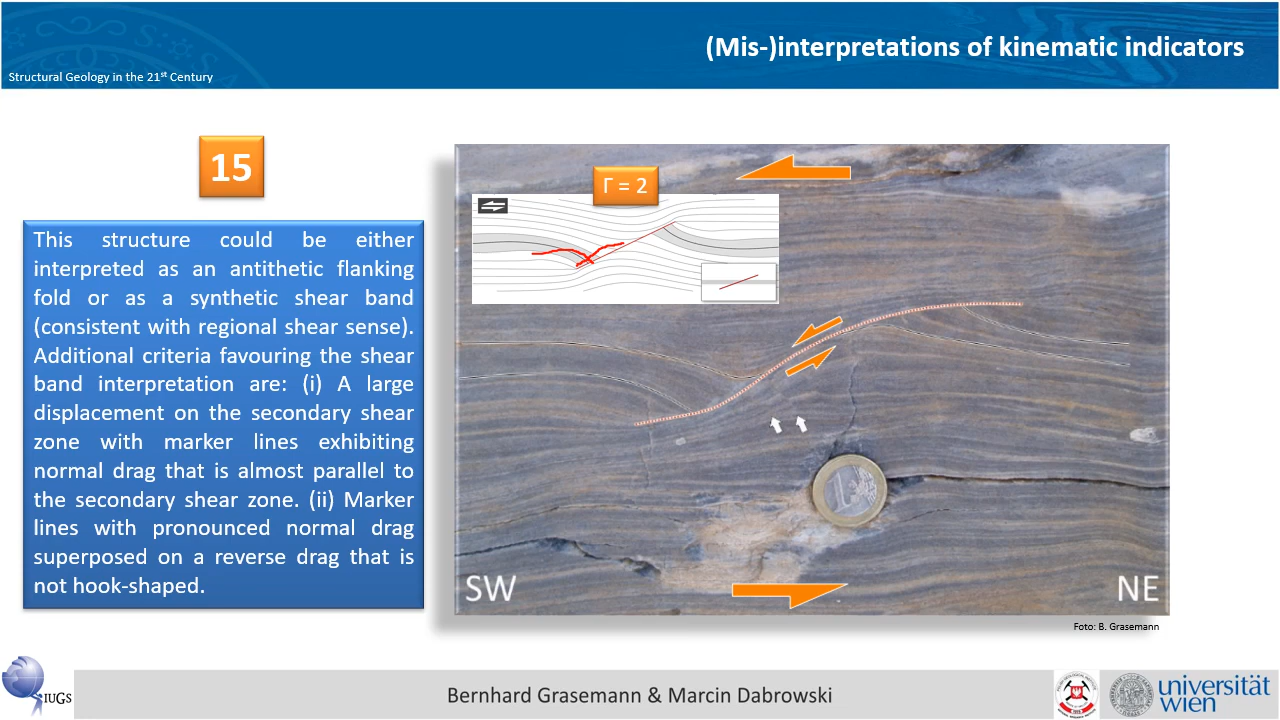 (Mis-)interpretations of kinematic indicators
Structural Geology in the 21st Century
15
This structure could be either
interpreted as an antithetic flanking
fold or as a synthetic shear band
(consistent with regional shear sense).
Additional criteria favouring the shear
band interpretation are: (i) A large
displacement on the secondary shear
zone with marker lines exhibiting
normal drag that is almost parallel to
the secondary shear zone. (ii) Marker
lines with pronounced normal drag
superposed on a reverse drag that is
not hook-shaped.
Γ = 2
SW
NE
Foto: B. Grasemann
IUGS
Bernhard Grasemann & Marcin Dabrowski
universität
wien